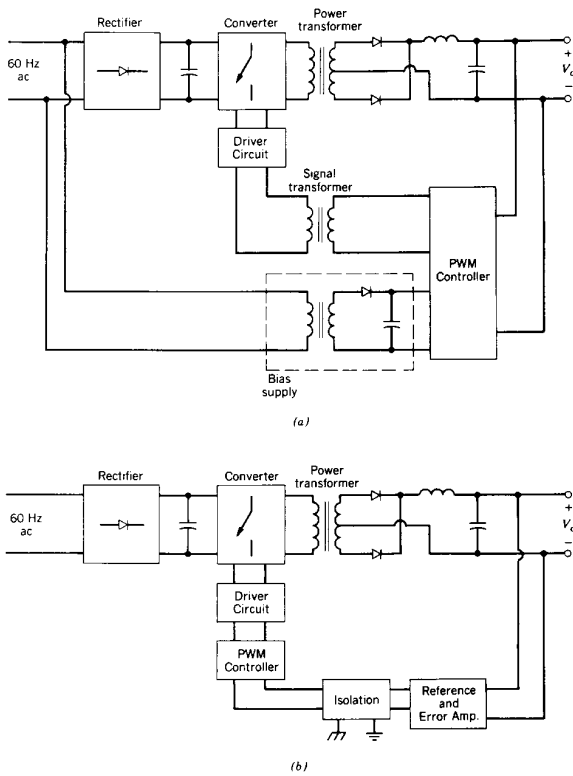 Rectifier
Converter
Power
transformer
60 Hz
ac
+
V
−
Driver
Circuit
Signal
transformer
PWM
Controller
Bias
supply
(a)
Rectifier
Converter
Power
transformer
60 Hz
ac
+
V
−
Driver
Circuit
PWM
Controller
Isolation
Reference
and
Error Amp.
(b)